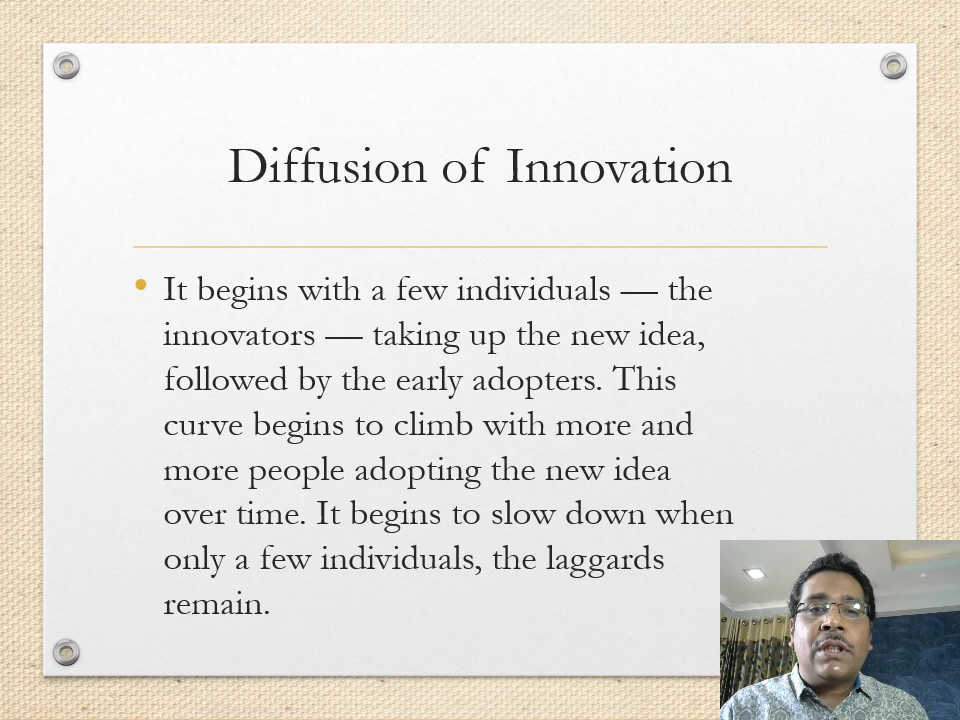 Diffusion of Innovation
• It begins with a few individuals — the
innovators — taking up the new idea,
followed by the early adopters. This
curve begins to climb with more and
more people adopting the new idea
over time. It begins to slow down when
only a few individuals, the laggards
remain.